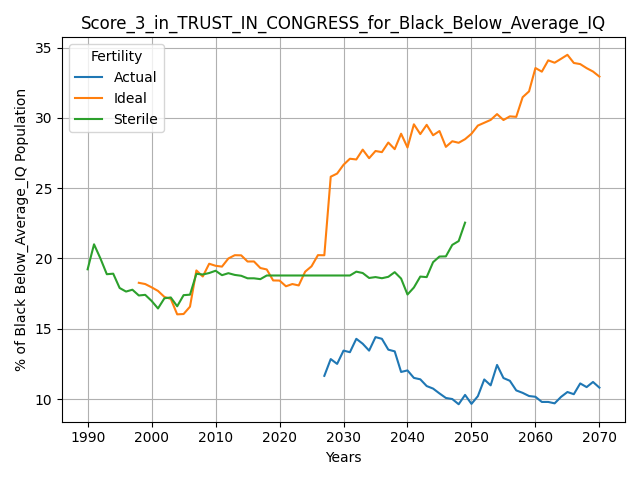 Score_3_in_TRUST_IN_CONGRESS_for_Black_Below_Average_IQ
% of Black Below_Average_IQ Population
35
30
25
20
15
10
Fertility
Actual
Ideal
Sterile
1990 2000 2010 2020 2030 2040 2050 2060 2070
Years